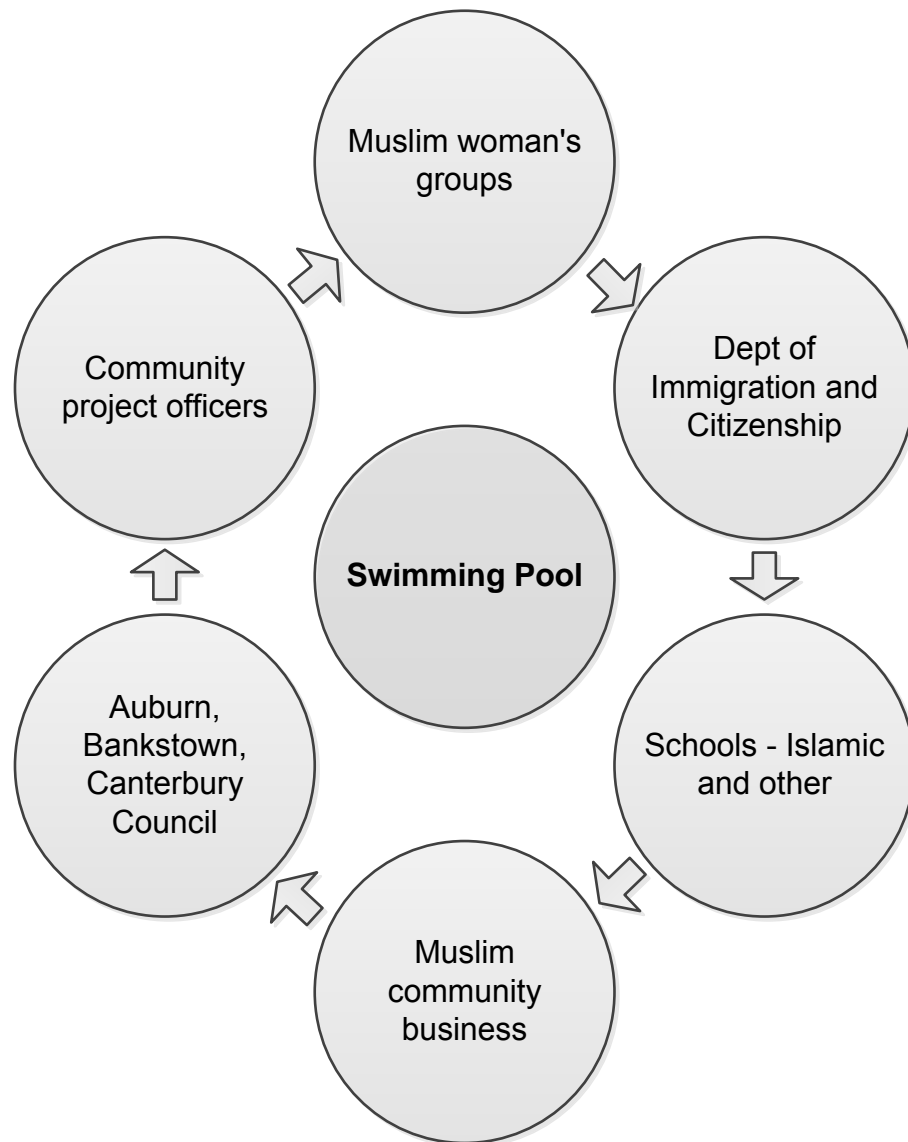 Muslim woman's
groups
Dept of
Immigration and
Citizenship
Schools - Islamic
and other
Muslim
community
business
Auburn,
Bankstown,
Canterbury
Council
Community
project officers
Swimming Pool